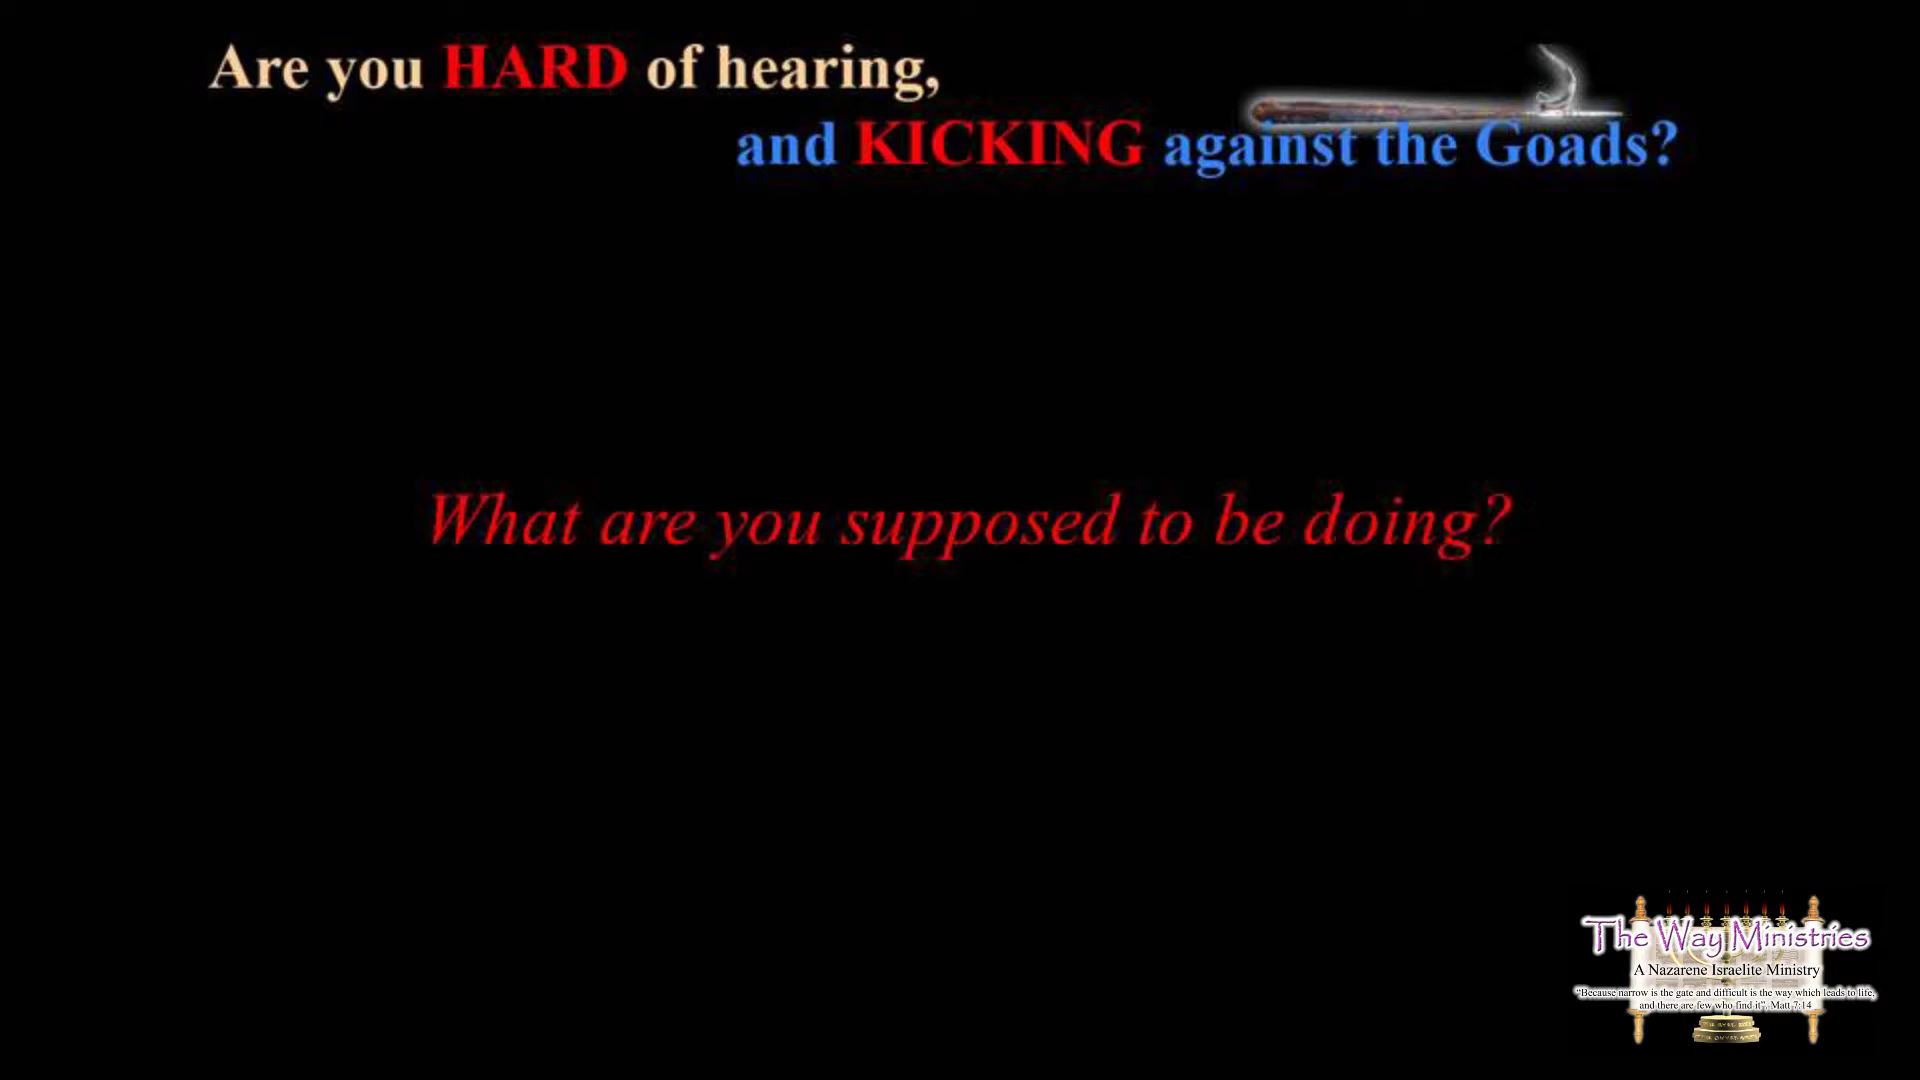 Are you HARD of hearing,
and KICKING against the Goads?
What are you supposed to be doing?
The Way Ministries
A Nazarene Israelite Ministry
"Because narrow is the gate and difficult is the way which leads to life,
and there are few who find it". Matt 7:14